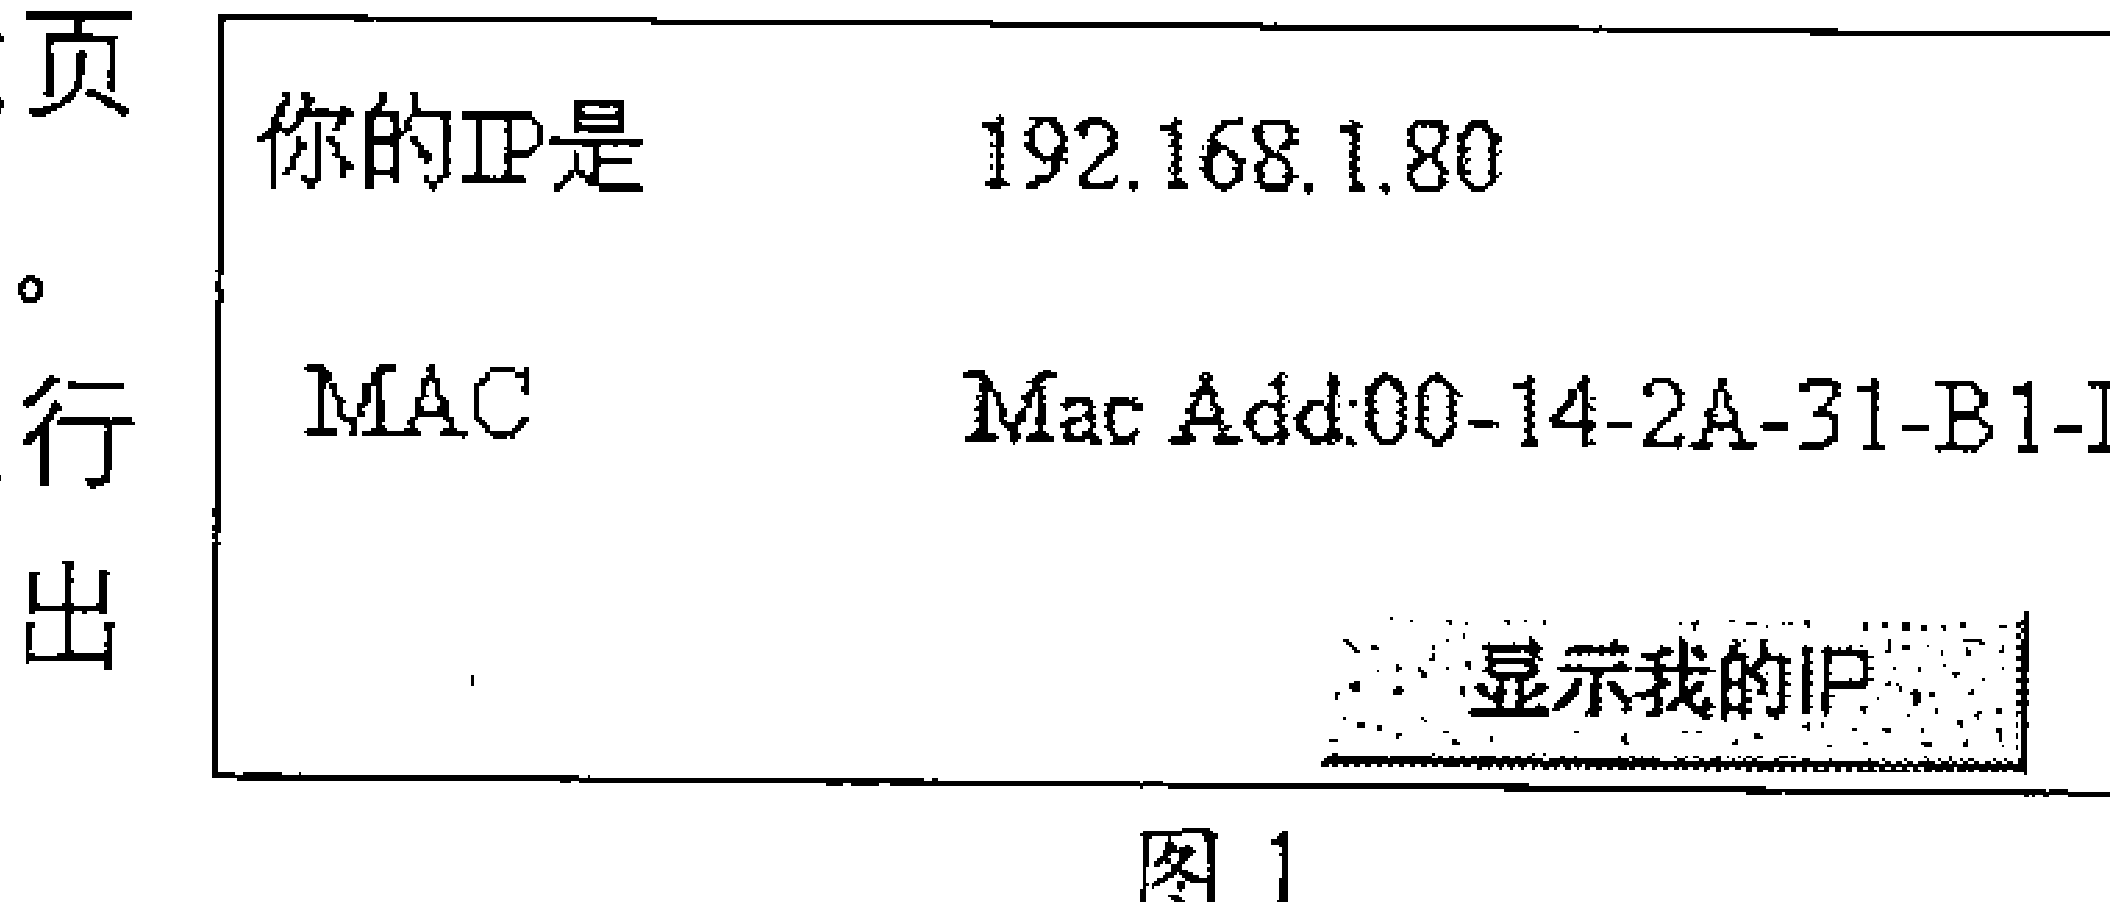 页
。
行
出
你的IP是 192.168.1.80
MAC Mac Add:00-14-2A-31-B1-
显示我的IP
图 1